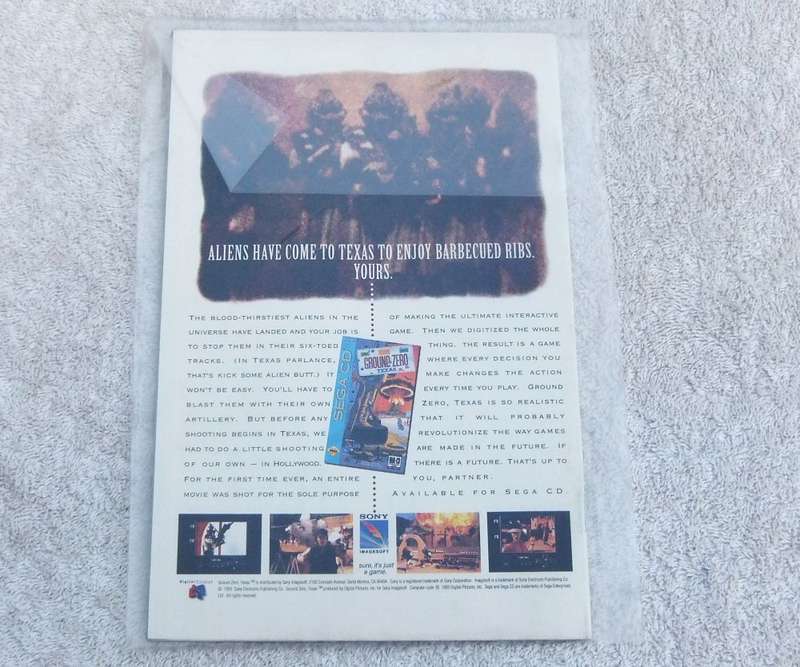 ALIENS HAVE COME TO TEXAS TO ENJOY BARBECUED RIBS.
YOURS.
THE BLOOD-THIRSTIEST ALIENS IN THE
UNIVERSE HAVE LANDED AND YOUR JOB IS
TO STOP THEM IN THEIR SIX-TOED
TRACKS. (IN TEXAS PARLANCE,
THAT'S KICK SOME ALIEN BUTT.) IT
WON'T BE EASY. YOU'LL HAVE TO
BLAST THEM WITH THEIR OWN
ARTILLERY. BUT BEFORE ANY
SHOOTING BEGINS IN TEXAS, WE
HAD TO DO A LITTLE SHOOTING
OF OUR OWN — IN HOLLYWOOD.
FOR THE FIRST TIME EVER, AN ENTIRE
MOVIE WAS SHOT FOR THE SOLE PURPOSE
OF MAKING THE ULTIMATE INTERACTIVE
GAME. THEN WE DIGITIZED THE WHOLE
THING. THE RESULT IS A GAME
WHERE EVERY DECISION YOU
MAKE CHANGES THE ACTION
EVERY TIME YOU PLAY. GROUND
ZERO, TEXAS IS SO REALISTIC
THAT IT WILL PROBABLY
REVOLUTIONIZE THE WAY GAMES
ARE MADE IN THE FUTURE. IF
THERE IS A FUTURE. THAT'S UP TO
YOU, PARTNER.
AVAILABLE FOR SEGA CD
SEGA CD
GROUND ZERO
TEXAS
SONY
IMAGESOFT
sure, it's just
a game.
Digital Pictures